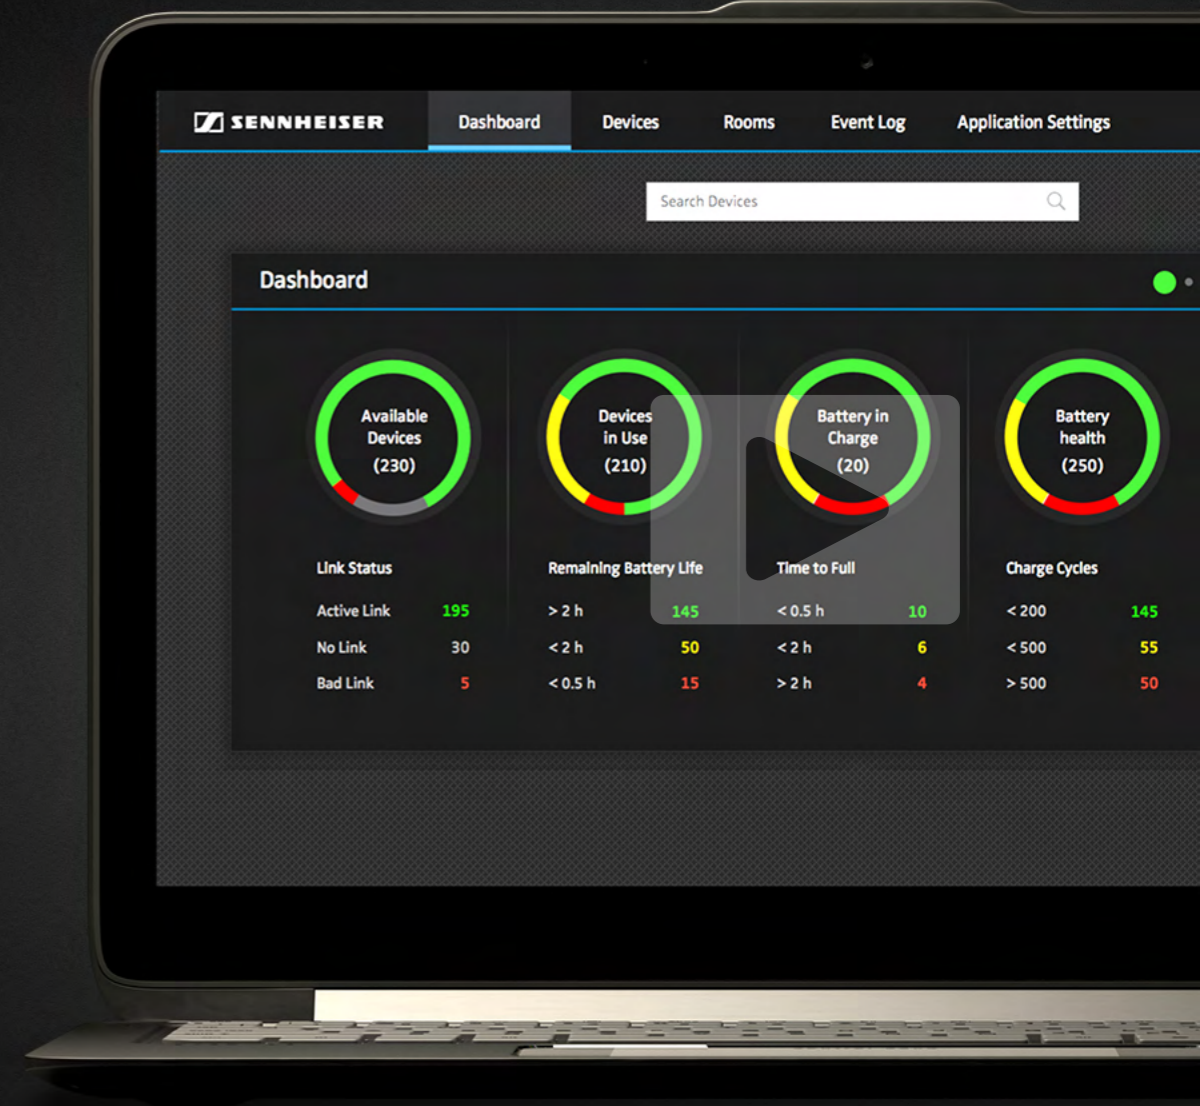 SENNHEISER
Dashboard
Devices
Rooms
Event Log
Application Settings
Search Devices
Dashboard
Available
Devices
(230)
Devices
in Use
(210)
Battery in
Charge
(20)
Battery
health
(250)
Link Status
Active Link 195
No Link 30
Bad Link 5
Remaining Battery Life
> 2 h 145
< 2 h 50
< 0.5 h 15
Time to Full
< 0.5 h 10
< 2 h 6
> 2 h 4
Charge Cycles
< 200 145
< 500 55
> 500 50